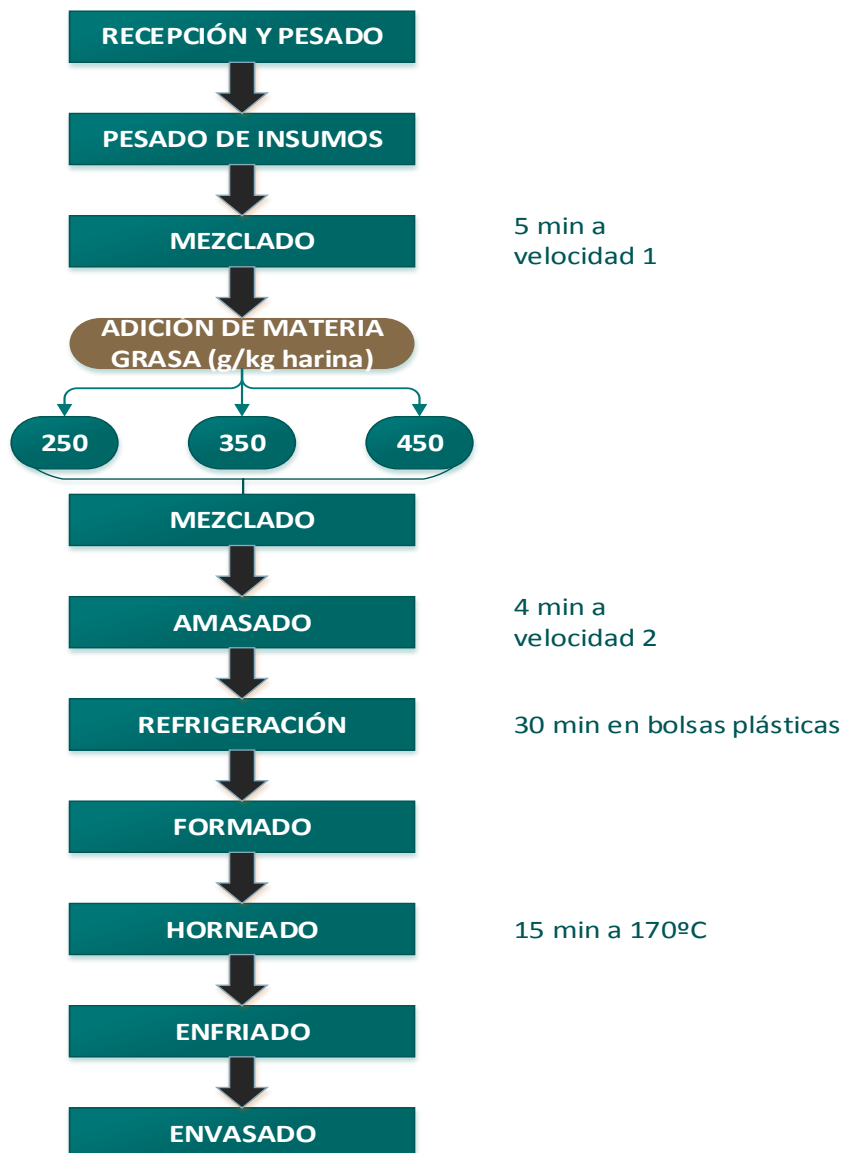 RECEPCIÓN Y PESADO
PESADO DE INSUMOS
MEZCLADO
5 min a
velocidad 1
ADICIÓN DE MATERIA
GRASA (g/kg harina)
250
350
450
MEZCLADO
AMASADO
4 min a
velocidad 2
REFRIGERACIÓN
30 min en bolsas plásticas
FORMADO
HORNEADO
15 min a 170ºC
ENFRIADO
ENVASADO